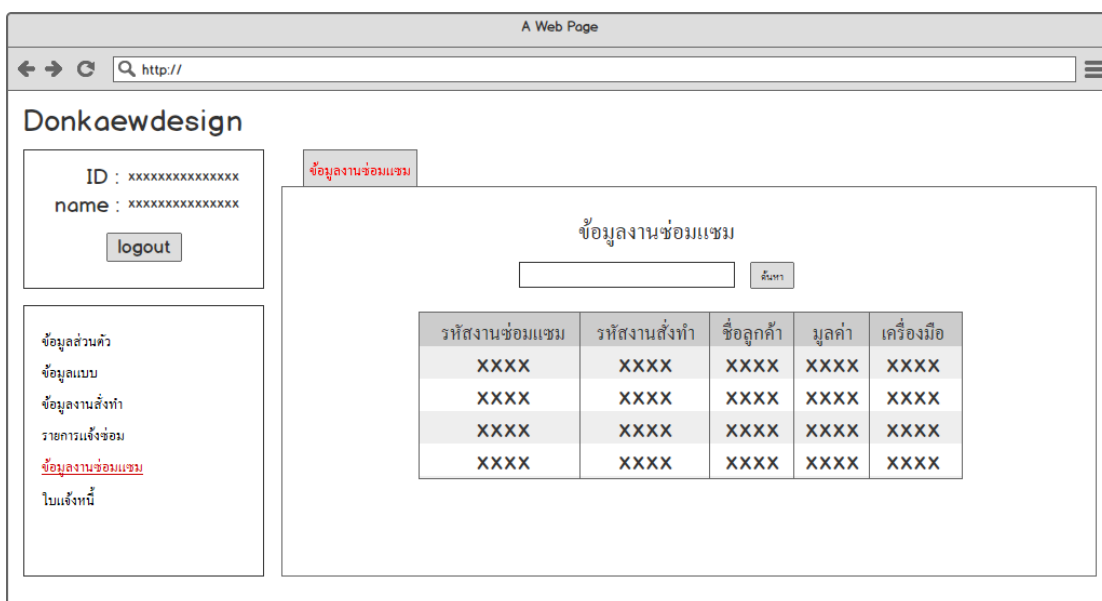 A Web Page
http://
Donkaewdesign
ID : xxxxxxxxxxxxxxx
name : xxxxxxxxxxxxxxx
logout
ข้อมูลส่วนตัว
ข้อมูลแบบ
ข้อมูลงานสั่งทำ
รายการแจ้งซ่อม
ข้อมูลงานซ่อมแซม
ใบแจ้งหนี้
ข้อมูลงานซ่อมแซม
ข้อมูลงานซ่อมแซม
ค้นหา
รหัสงานซ่อมแซม รหัสงานสั่งทำ ชื่อลูกค้า มูลค่า เครื่องมือ
XXXX XXXX XXXX XXXX XXXX
XXXX XXXX XXXX XXXX XXXX
XXXX XXXX XXXX XXXX XXXX
XXXX XXXX XXXX XXXX XXXX